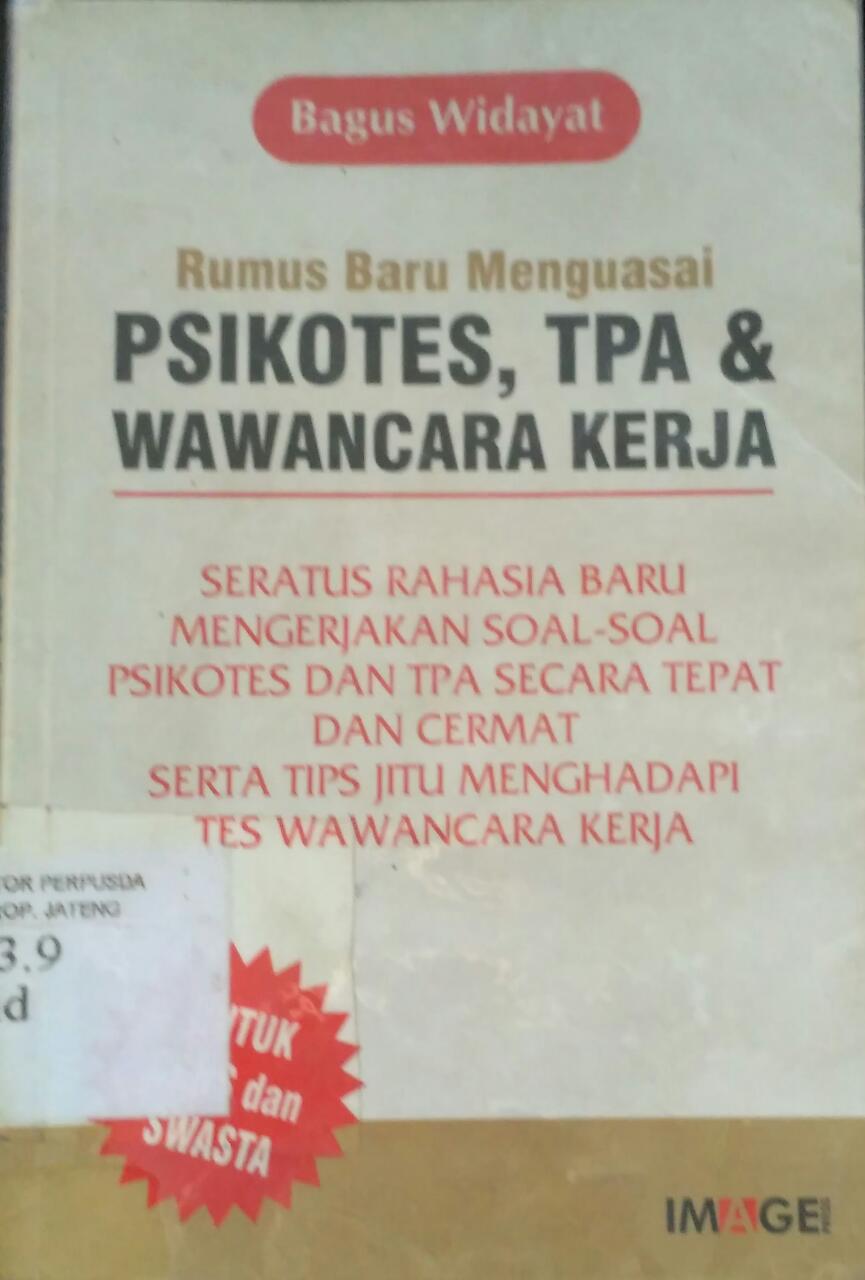 Bagus Widayat
Rumus Baru Menguasai
PSIKOTES, TPA &
WAWANCARA KERJA
SERATUS RAHASIA BARU
MENGERJAKAN SOAL-SOAL
PSIKOTES DAN TPA SECARA TEPAT
DAN CERMAT
SERTA TIPS JITU MENGHADAPI
TES WAWANCARA KERJA
TOR PERPUSDA
OP. JATENG
3.9
d
TUK
dan
SWASTA
IMAGE